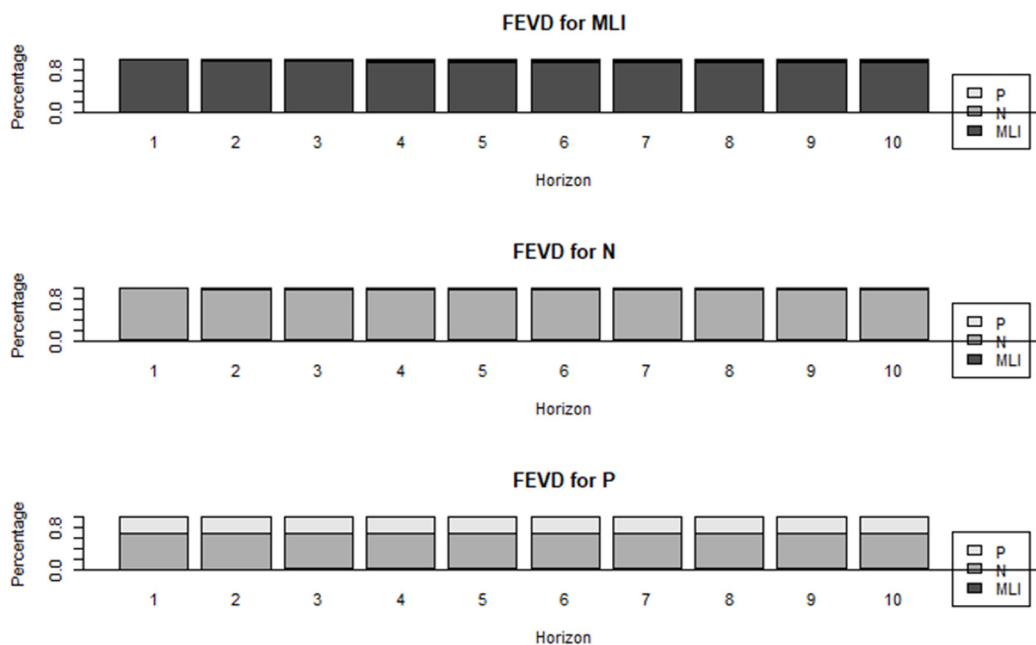 FEVD for MLI
Percentage
0.8
0.0
1 2 3 4 5 6 7 8 9 10
Horizon
P
N
MLI
FEVD for N
Percentage
0.8
0.0
1 2 3 4 5 6 7 8 9 10
Horizon
P
N
MLI
FEVD for P
Percentage
0.8
0.0
1 2 3 4 5 6 7 8 9 10
Horizon
P
N
MLI